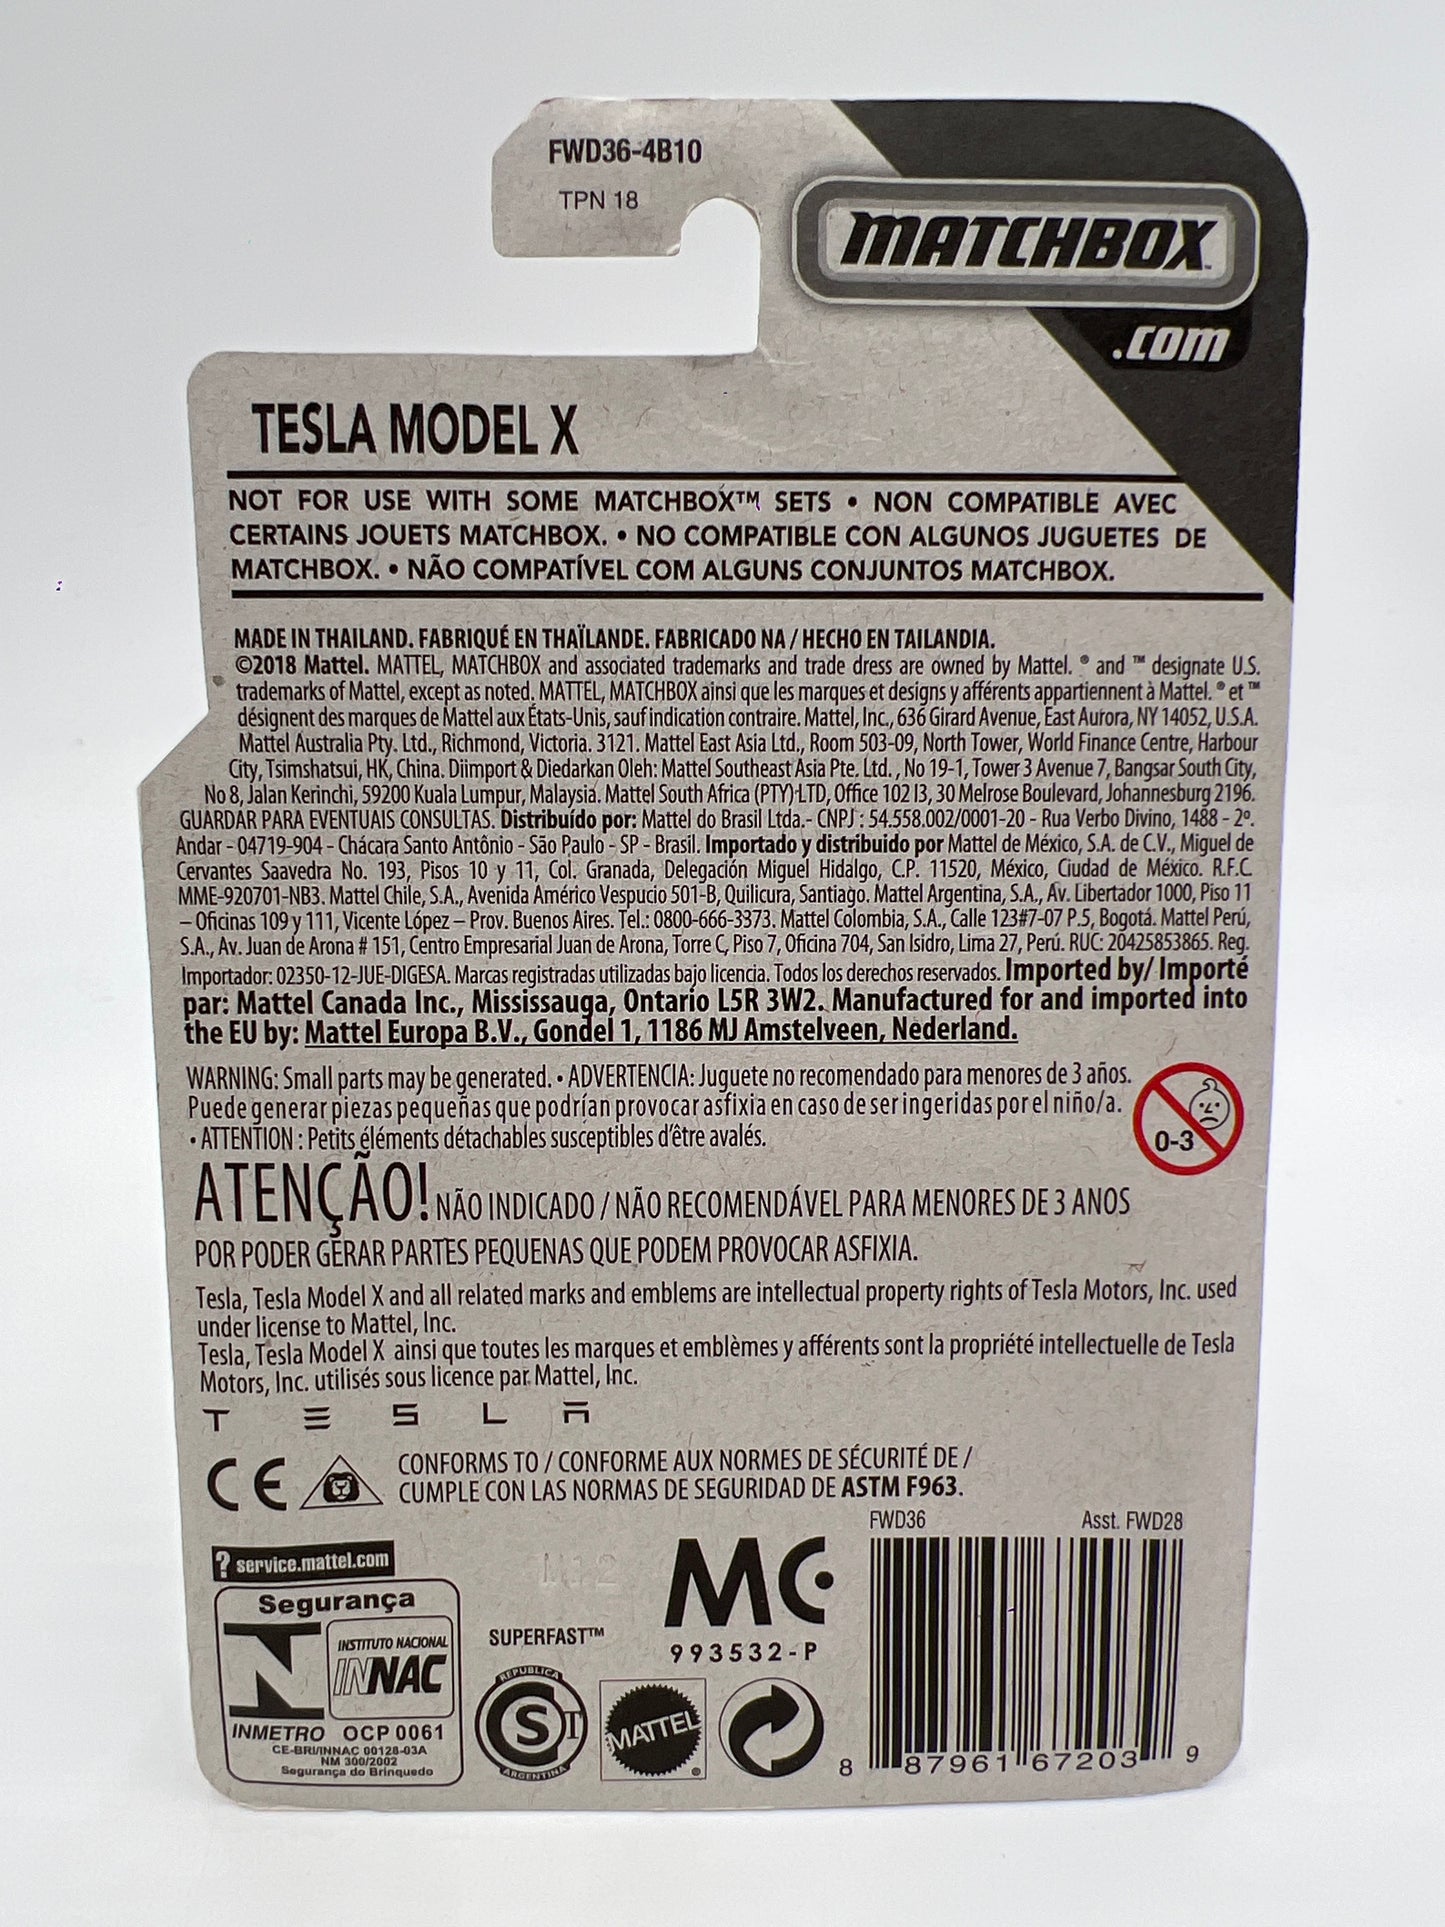 FWD36-4B10
TPN 18
MATCHBOX™
.com
TESLA MODEL X
NOT FOR USE WITH SOME MATCHBOX™ SETS • NON COMPATIBLE AVEC
CERTAINS JOUETS MATCHBOX. • NO COMPATIBLE CON ALGUNOS JUGUETES DE
MATCHBOX. • NÃO COMPATÍVEL COM ALGUNS CONJUNTOS MATCHBOX.
MADE IN THAILAND. FABRIQUÉ EN THAÏLANDE. FABRICADO NA / HECHO EN TAILANDIA.
©2018 Mattel. MATTEL, MATCHBOX and associated trademarks and trade dress are owned by Mattel. ® and ™ designate U.S.
trademarks of Mattel, except as noted. MATTEL, MATCHBOX ainsi que les marques et designs y afférents appartiennent à Mattel. ® et ™
désignent des marques de Mattel aux États-Unis, sauf indication contraire. Mattel, Inc., 636 Girard Avenue, East Aurora, NY 14052, U.S.A.
Mattel Australia Pty. Ltd., Richmond, Victoria. 3121. Mattel East Asia Ltd., Room 503-09, North Tower, World Finance Centre, Harbour
City, Tsimshatsui, HK, China. Diimport & Diedarkan Oleh: Mattel Southeast Asia Pte. Ltd., No 19-1, Tower 3 Avenue 7, Bangsar South City,
No 8, Jalan Kerinchi, 59200 Kuala Lumpur, Malaysia. Mattel South Africa (PTY) LTD, Office 102 I3, 30 Melrose Boulevard, Johannesburg 2196.
GUARDAR PARA EVENTUAIS CONSULTAS. Distribuído por: Mattel do Brasil Ltda.- CNPJ : 54.558.002/0001-20 - Rua Verbo Divino, 1488 - 2º.
Andar - 04719-904 - Chácara Santo Antônio - São Paulo - SP - Brasil. Importado y distribuido por Mattel de México, S.A. de C.V., Miguel de
Cervantes Saavedra No. 193, Pisos 10 y 11, Col. Granada, Delegación Miguel Hidalgo, C.P. 11520, México, Ciudad de México. R.F.C.
MME-920701-NB3. Mattel Chile, S.A., Avenida Américo Vespucio 501-B, Quilicura, Santiago. Mattel Argentina, S.A., Av. Libertador 1000, Piso 11
– Oficinas 109 y 111, Vicente López – Prov. Buenos Aires. Tel.: 0800-666-3373. Mattel Colombia, S.A., Calle 123#7-07 P.5, Bogotá. Mattel Perú,
S.A., Av. Juan de Arona # 151, Centro Empresarial Juan de Arona, Torre C, Piso 7, Oficina 704, San Isidro, Lima 27, Perú. RUC: 20425853865. Reg.
Importador: 02350-12-JUE-DIGESA. Marcas registradas utilizadas bajo licencia. Todos los derechos reservados. Imported by/ Importé
par: Mattel Canada Inc., Mississauga, Ontario L5R 3W2. Manufactured for and imported into
the EU by: Mattel Europa B.V., Gondel 1, 1186 MJ Amstelveen, Nederland.
WARNING: Small parts may be generated. • ADVERTENCIA: Juguete no recomendado para menores de 3 años.
Puede generar piezas pequeñas que podrían provocar asfixia en caso de ser ingeridas por el niño/a.
• ATTENTION : Petits éléments détachables susceptibles d'être avalés.
0-3
ATENÇÃO! NÃO INDICADO / NÃO RECOMENDÁVEL PARA MENORES DE 3 ANOS
POR PODER GERAR PARTES PEQUENAS QUE PODEM PROVOCAR ASFIXIA.
Tesla, Tesla Model X and all related marks and emblems are intellectual property rights of Tesla Motors, Inc. used
under license to Mattel, Inc.
Tesla, Tesla Model X ainsi que toutes les marques et emblèmes y afférents sont la propriété intellectuelle de Tesla
Motors, Inc. utilisés sous licence par Mattel, Inc.
TESLA
CE
CONFORMS TO / CONFORME AUX NORMES DE SÉCURITÉ DE /
CUMPLE CON LAS NORMAS DE SEGURIDAD DE ASTM F963.
FWD36 Asst. FWD28
? service.mattel.com
Segurança
INSTITUTO NACIONAL
INNAC
INMETRO OCP 0061
CE-BRI/INNAC 00128-03A
NM 300/2002
Segurança do Brinquedo
SUPERFAST™
REPUBLICA
S T
ARGENTINA
MC
993532-P
MATTEL®
8 87961 67203 9